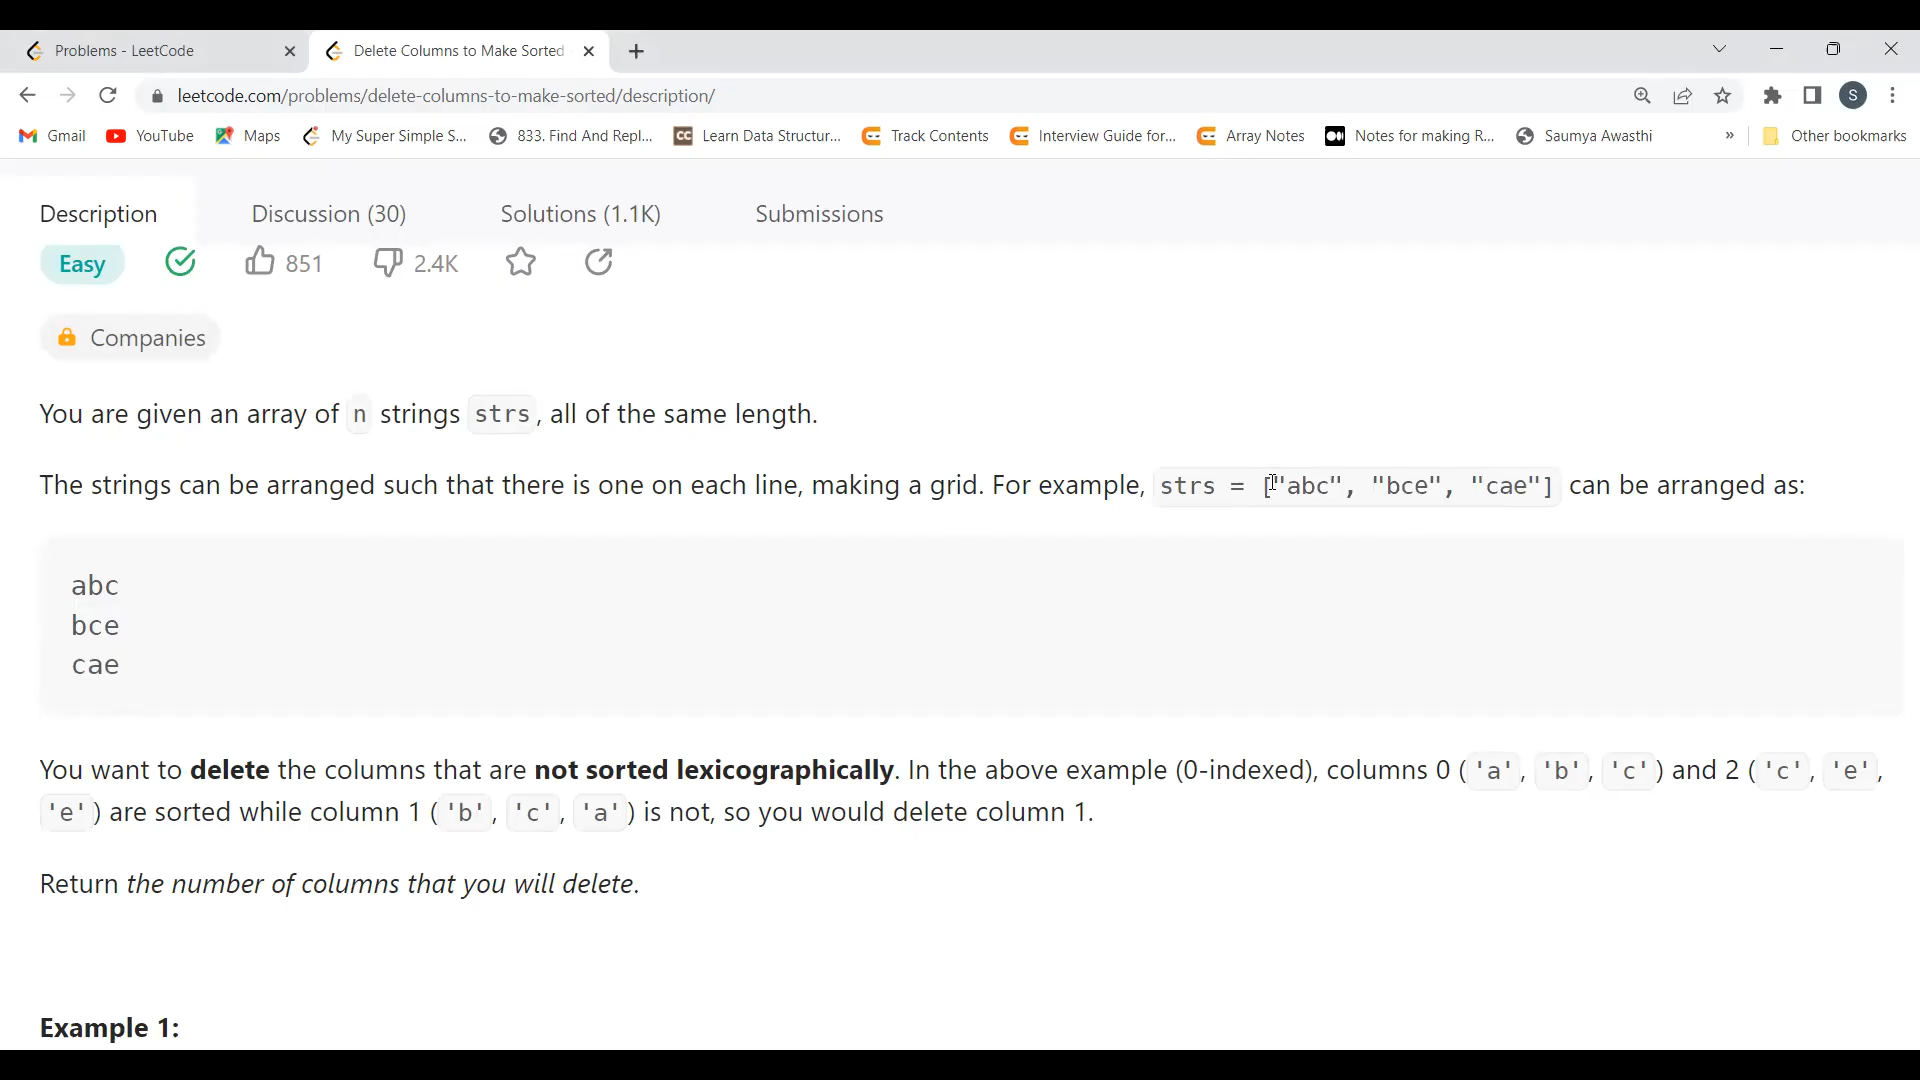 Problems - LeetCode
Delete Columns to Make Sorted
leetcode.com/problems/delete-columns-to-make-sorted/description/
S
Gmail YouTube Maps My Super Simple S... 833. Find And Repl... CC Learn Data Structur... Track Contents Interview Guide for... Array Notes Notes for making R... Saumya Awasthi » Other bookmarks
Description Discussion (30) Solutions (1.1K) Submissions
Easy 851 2.4K
Companies
You are given an array of n strings strs, all of the same length.
The strings can be arranged such that there is one on each line, making a grid. For example, strs = ["abc", "bce", "cae"] can be arranged as:
abc
bce
cae
You want to delete the columns that are not sorted lexicographically. In the above example (0-indexed), columns 0 ('a', 'b', 'c') and 2 ('c', 'e',
'e') are sorted while column 1 ('b', 'c', 'a') is not, so you would delete column 1.
Return the number of columns that you will delete.
Example 1: